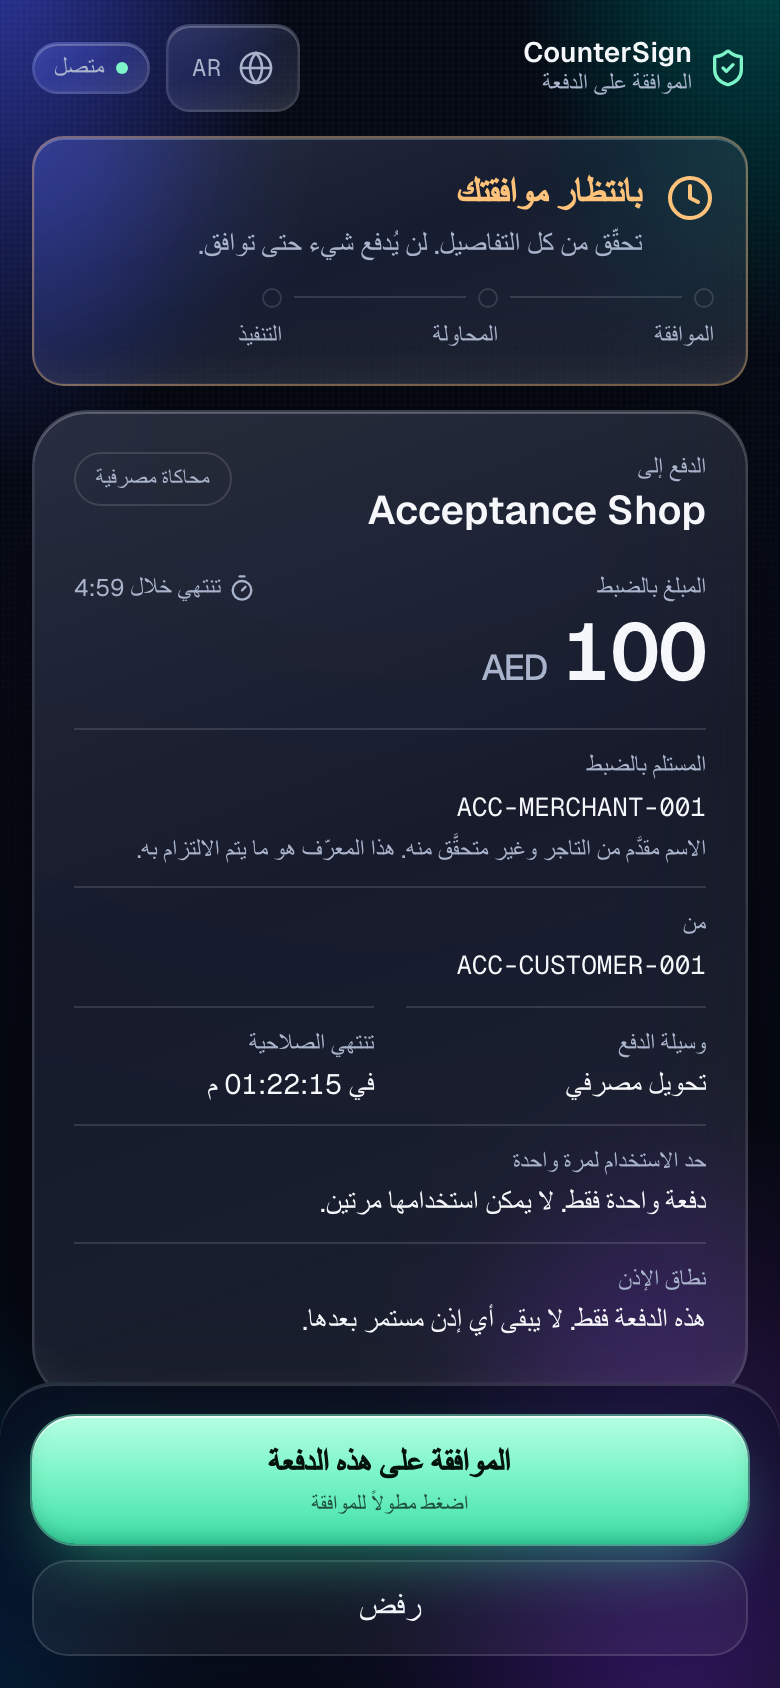 CounterSign
الموافقة على الدفعة
AR
متصل
بانتظار موافقتك
تحقّق من كل التفاصيل. لن يُدفع شيء حتى توافق.
الموافقة
المحاولة
التنفيذ
الدفع إلى
محاكاة مصرفية
Acceptance Shop
المبلغ بالضبط
تنتهي خلال 4:59
100 AED
المستلم بالضبط
ACC-MERCHANT-001
الاسم مقدَّم من التاجر وغير متحقَّق منه. هذا المعرّف هو ما يتم الالتزام به.
من
ACC-CUSTOMER-001
وسيلة الدفع
تحويل مصرفي
تنتهي الصلاحية
في 01:22:15 م
حد الاستخدام لمرة واحدة
دفعة واحدة فقط. لا يمكن استخدامها مرتين.
نطاق الإذن
هذه الدفعة فقط. لا يبقى أي إذن مستمر بعدها.
الموافقة على هذه الدفعة
اضغط مطولاً للموافقة
رفض